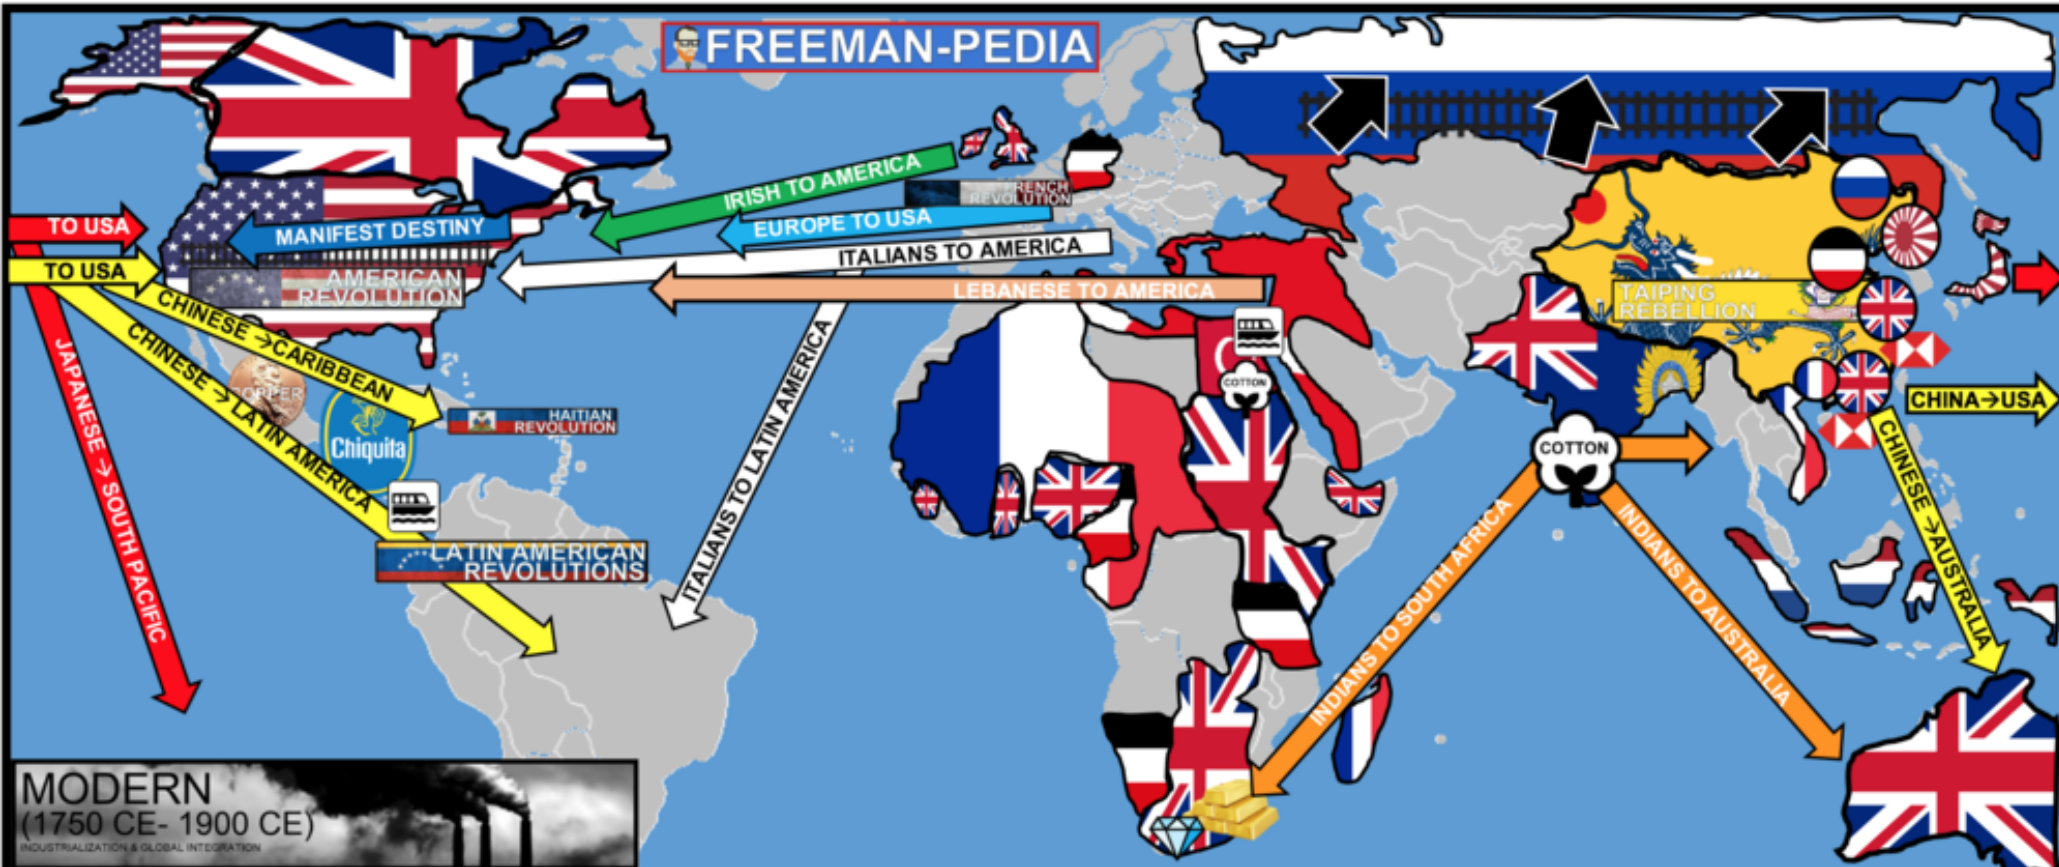 FREEMAN-PEDIA
IRISH TO AMERICA
FRENCH
REVOLUTION
EUROPE TO USA
TO USA
MANIFEST DESTINY
ITALIANS TO AMERICA
TO USA
AMERICAN
REVOLUTION
LEBANESE TO AMERICA
TAIPING
REBELLION
CHINESE →CARIBBEAN
CHINESE → LATIN AMERICA
JAPANESE → SOUTH PACIFIC
COPPER
Chiquita
HAITIAN
REVOLUTION
ITALIANS TO LATIN AMERICA
COTTON
CHINA→USA
COTTON
CHINESE →AUSTRALIA
LATIN AMERICAN
REVOLUTIONS
INDIANS TO SOUTH AFRICA
INDIANS TO AUSTRALIA
MODERN
(1750 CE- 1900 CE)
INDUSTRIALIZATION & GLOBAL INTEGRATION